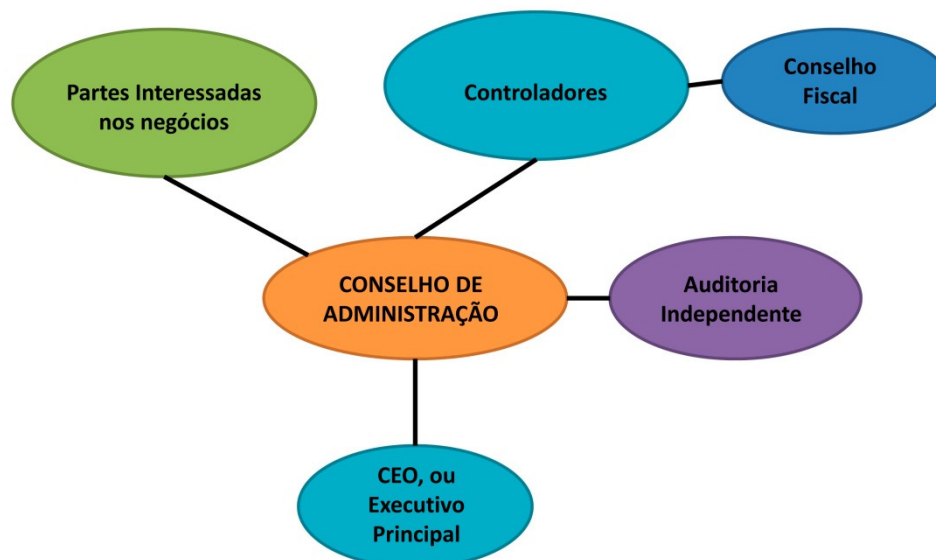 Partes Interessadas
nos negócios
Controladores
Conselho
Fiscal
CONSELHO DE
ADMINISTRAÇÃO
Auditoria
Independente
CEO, ou
Executivo
Principal